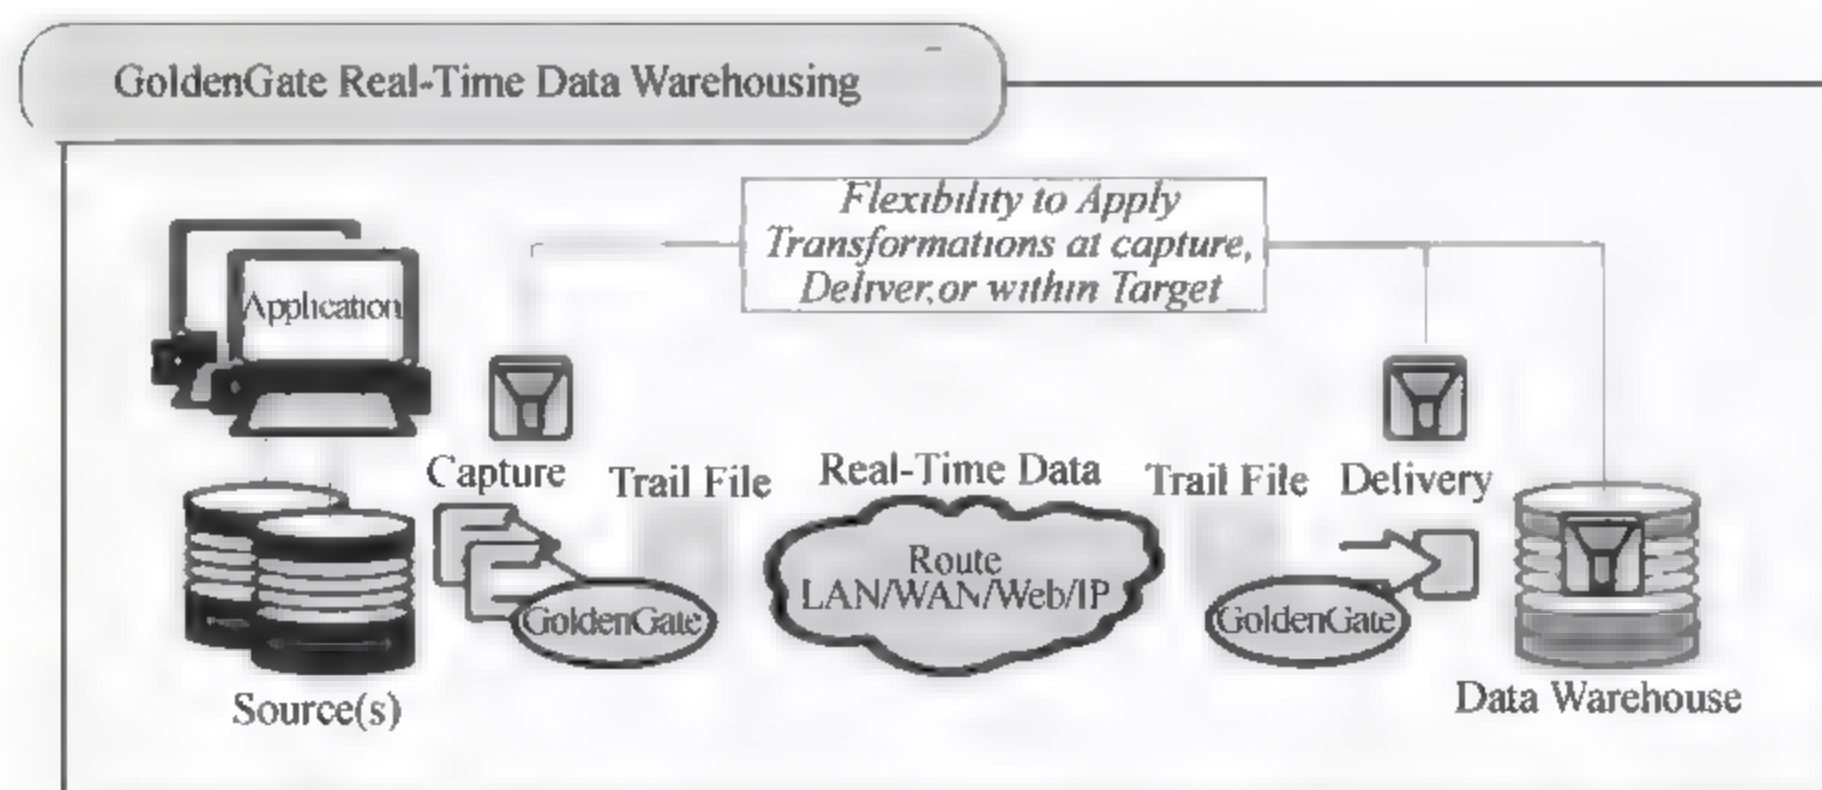 GoldenGate Real-Time Data Warehousing
Flexibility to Apply
Transformations at capture,
Deliver,or within Target
Application
Capture
Trail File
Real-Time Data
Trail File
Delivery
Route
LAN/WAN/Web/IP
GoldenGate
GoldenGate
Source(s)
Data Warehouse